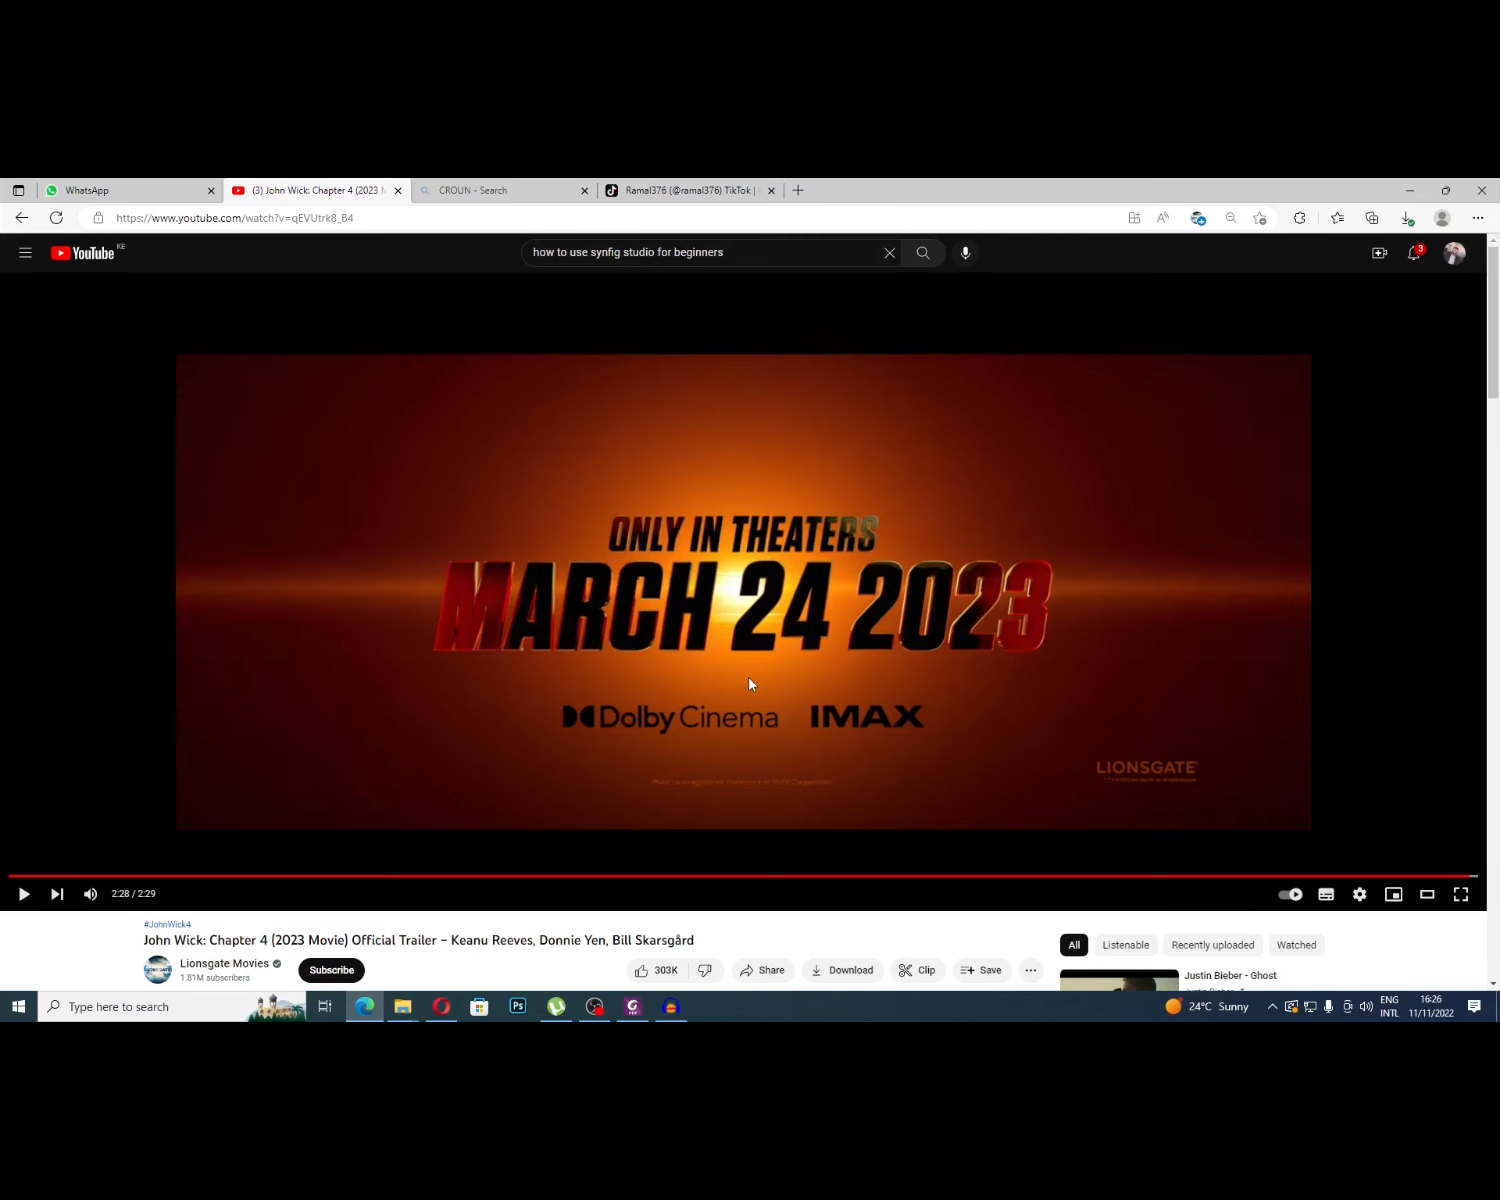 WhatsApp
(3) John Wick: Chapter 4 (2023 M
CROUN - Search
Ramal376 (@ramal376) TikTok |
https://www.youtube.com/watch?v=qEVUtrk8_B4
YouTube KE
how to use synfig studio for beginners
3
ONLY IN THEATERS
MARCH 24 2023
Dolby Cinema IMAX
LIONSGATE
2:28 / 2:29
#JohnWick4
John Wick: Chapter 4 (2023 Movie) Official Trailer – Keanu Reeves, Donnie Yen, Bill Skarsgård
Lionsgate Movies
1.81M subscribers
Subscribe
303K
Share
Download
Clip
Save
All
Listenable
Recently uploaded
Watched
Justin Bieber - Ghost
Type here to search
Ps
24°C Sunny
ENG
INTL
16:26
11/11/2022